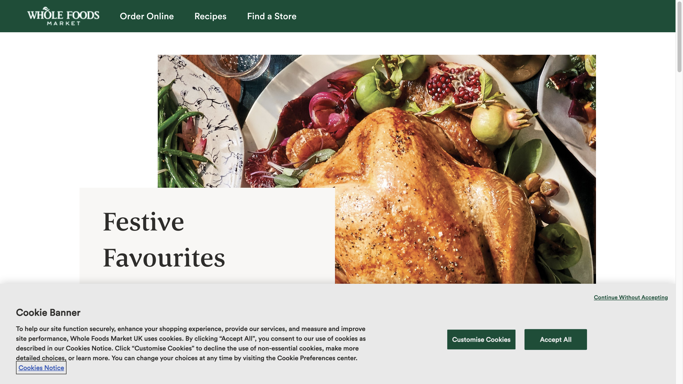 WHOLE FOODS
MARKET
Order Online
Recipes
Find a Store
Festive
Favourites
Continue Without Accepting
Cookie Banner
To help our site function securely, enhance your shopping experience, provide our services, and measure and improve
site performance, Whole Foods Market UK uses cookies. By clicking "Accept All", you consent to our use of cookies as
described in our Cookies Notice. Click "Customise Cookies" to decline the use of non-essential cookies, make more
detailed choices, or learn more. You can change your choices at any time by visiting the Cookie Preferences center.
Cookies Notice
Customise Cookies
Accept All